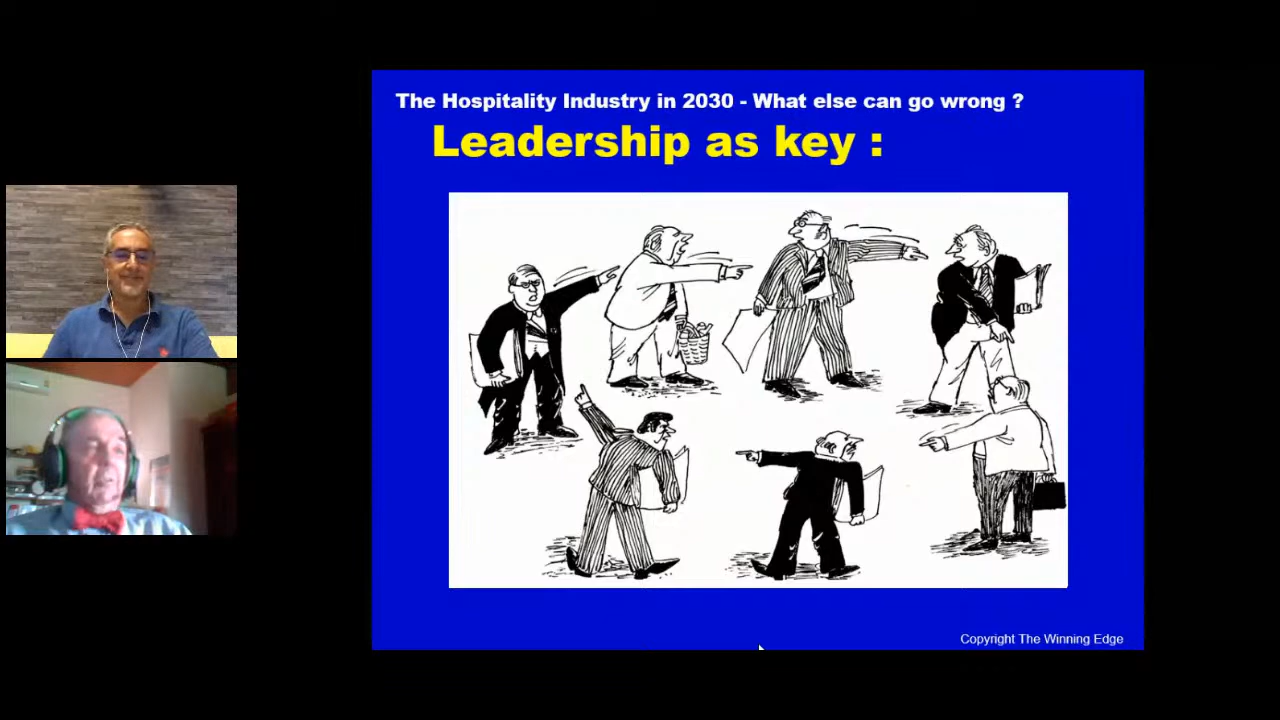 The Hospitality Industry in 2030 - What else can go wrong ?
Leadership as key :
Copyright The Winning Edge